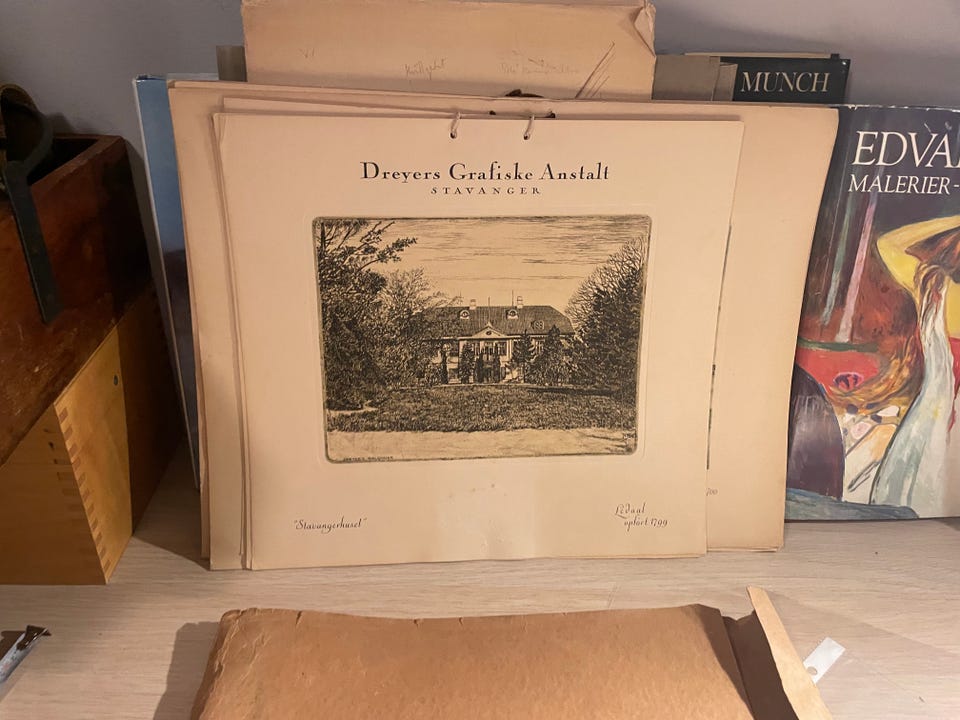 MUNCH
EDVA
MALERIER-
Dreyers Grafiske Anstalt
STAVANGER
"Stavangerhuset"
Ledaal
opført 1799